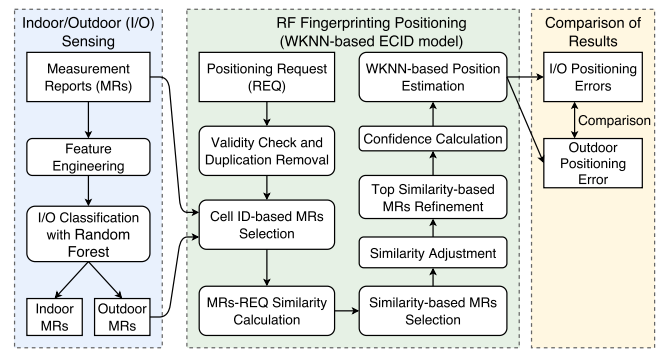 Indoor/Outdoor (I/O)
Sensing
Measurement
Reports (MRs)
Feature
Engineering
I/O Classification
with Random
Forest
Indoor
MRs
Outdoor
MRs
RF Fingerprinting Positioning
(WKNN-based ECID model)
Positioning Request
(REQ)
Validity Check and
Duplication Removal
Cell ID-based MRs
Selection
MRs-REQ Similarity
Calculation
WKNN-based Position
Estimation
Confidence Calculation
Top Similarity-based
MRs Refinement
Similarity Adjustment
Similarity-based MRs
Selection
Comparison of
Results
I/O Positioning
Errors
Comparison
Outdoor
Positioning
Error